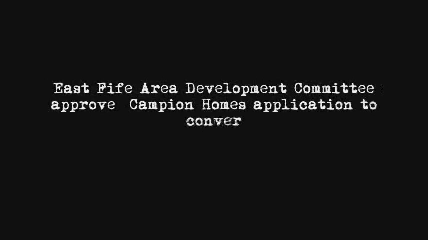 East Fife Area Development Committee
approve Campion Homes application to
conver